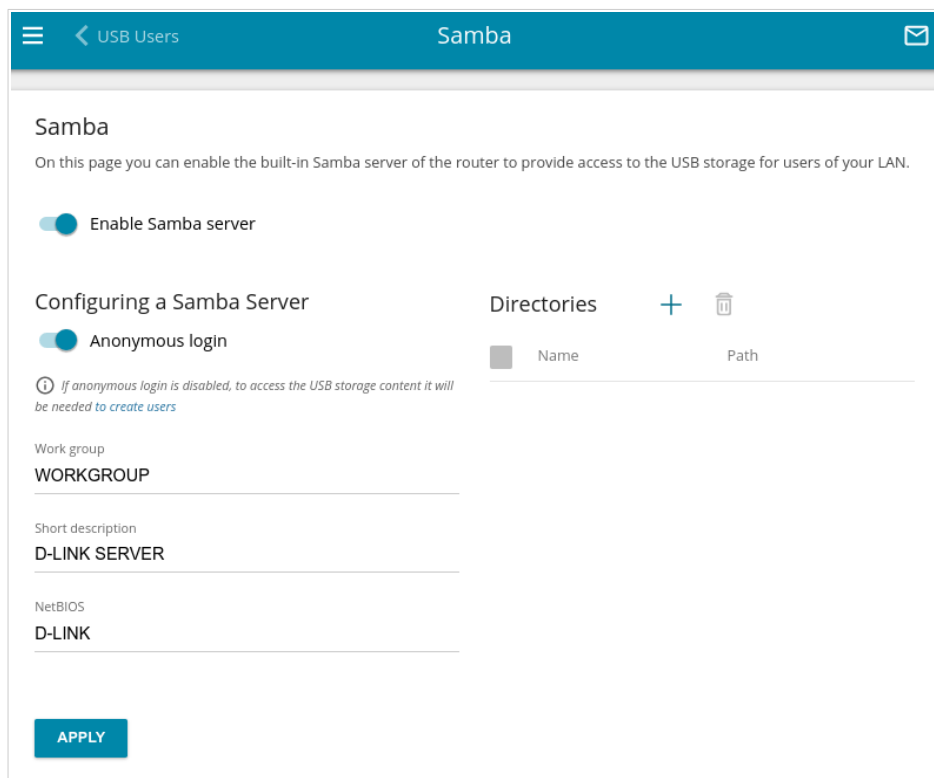 USB Users
Samba
Samba
On this page you can enable the built-in Samba server of the router to provide access to the USB storage for users of your LAN.
Enable Samba server
Configuring a Samba Server
Anonymous login
If anonymous login is disabled, to access the USB storage content it will
be needed to create users
Work group
WORKGROUP
Short description
D-LINK SERVER
NetBIOS
D-LINK
APPLY
Directories
Name Path